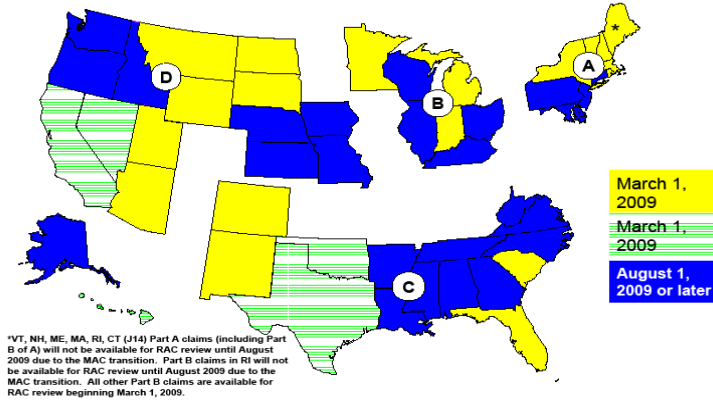 A
D
B
March 1,
2009
March 1,
2009
August 1,
2009 or later
C
*
*VT, NH, ME, MA, RI, CT (J14) Part A claims (including Part
B of A) will not be available for RAC review until August
2009 due to the MAC transition.  Part B claims in RI will not
be available for RAC review until August 2009 due to the
MAC transition.  All other Part B claims are available for
RAC review beginning March 1, 2009.